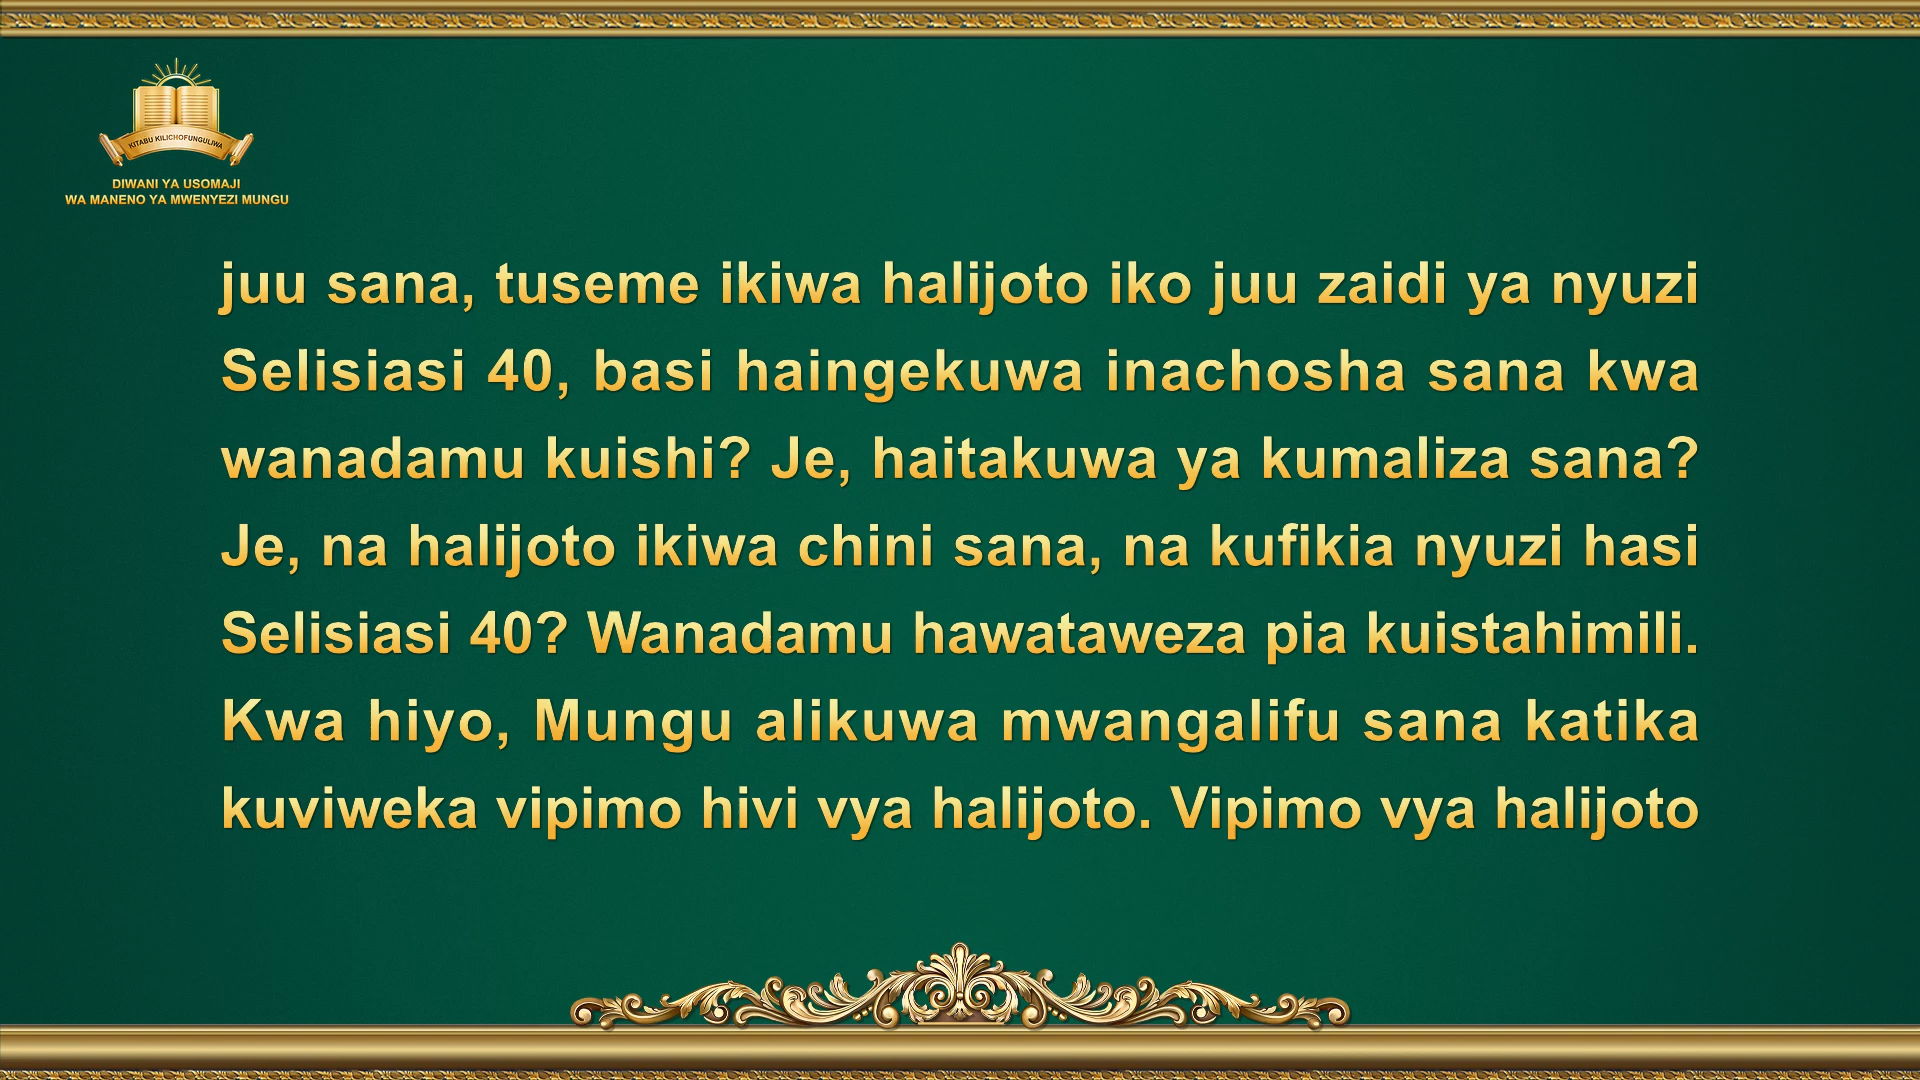 KITABU KILICHOFUNGULIWA
DIWANI YA USOMAJI
WA MANENO YA MWENYEZI MUNGU
juu sana, tuseme ikiwa halijoto iko juu zaidi ya nyuzi
Selisiasi 40, basi haingekuwa inachosha sana kwa
wanadamu kuishi? Je, haitakuwa ya kumaliza sana?
Je, na halijoto ikiwa chini sana, na kufikia nyuzi hasi
Selisiasi 40? Wanadamu hawataweza pia kuistahimili.
Kwa hiyo, Mungu alikuwa mwangalifu sana katika
kuviweka vipimo hivi vya halijoto. Vipimo vya halijoto